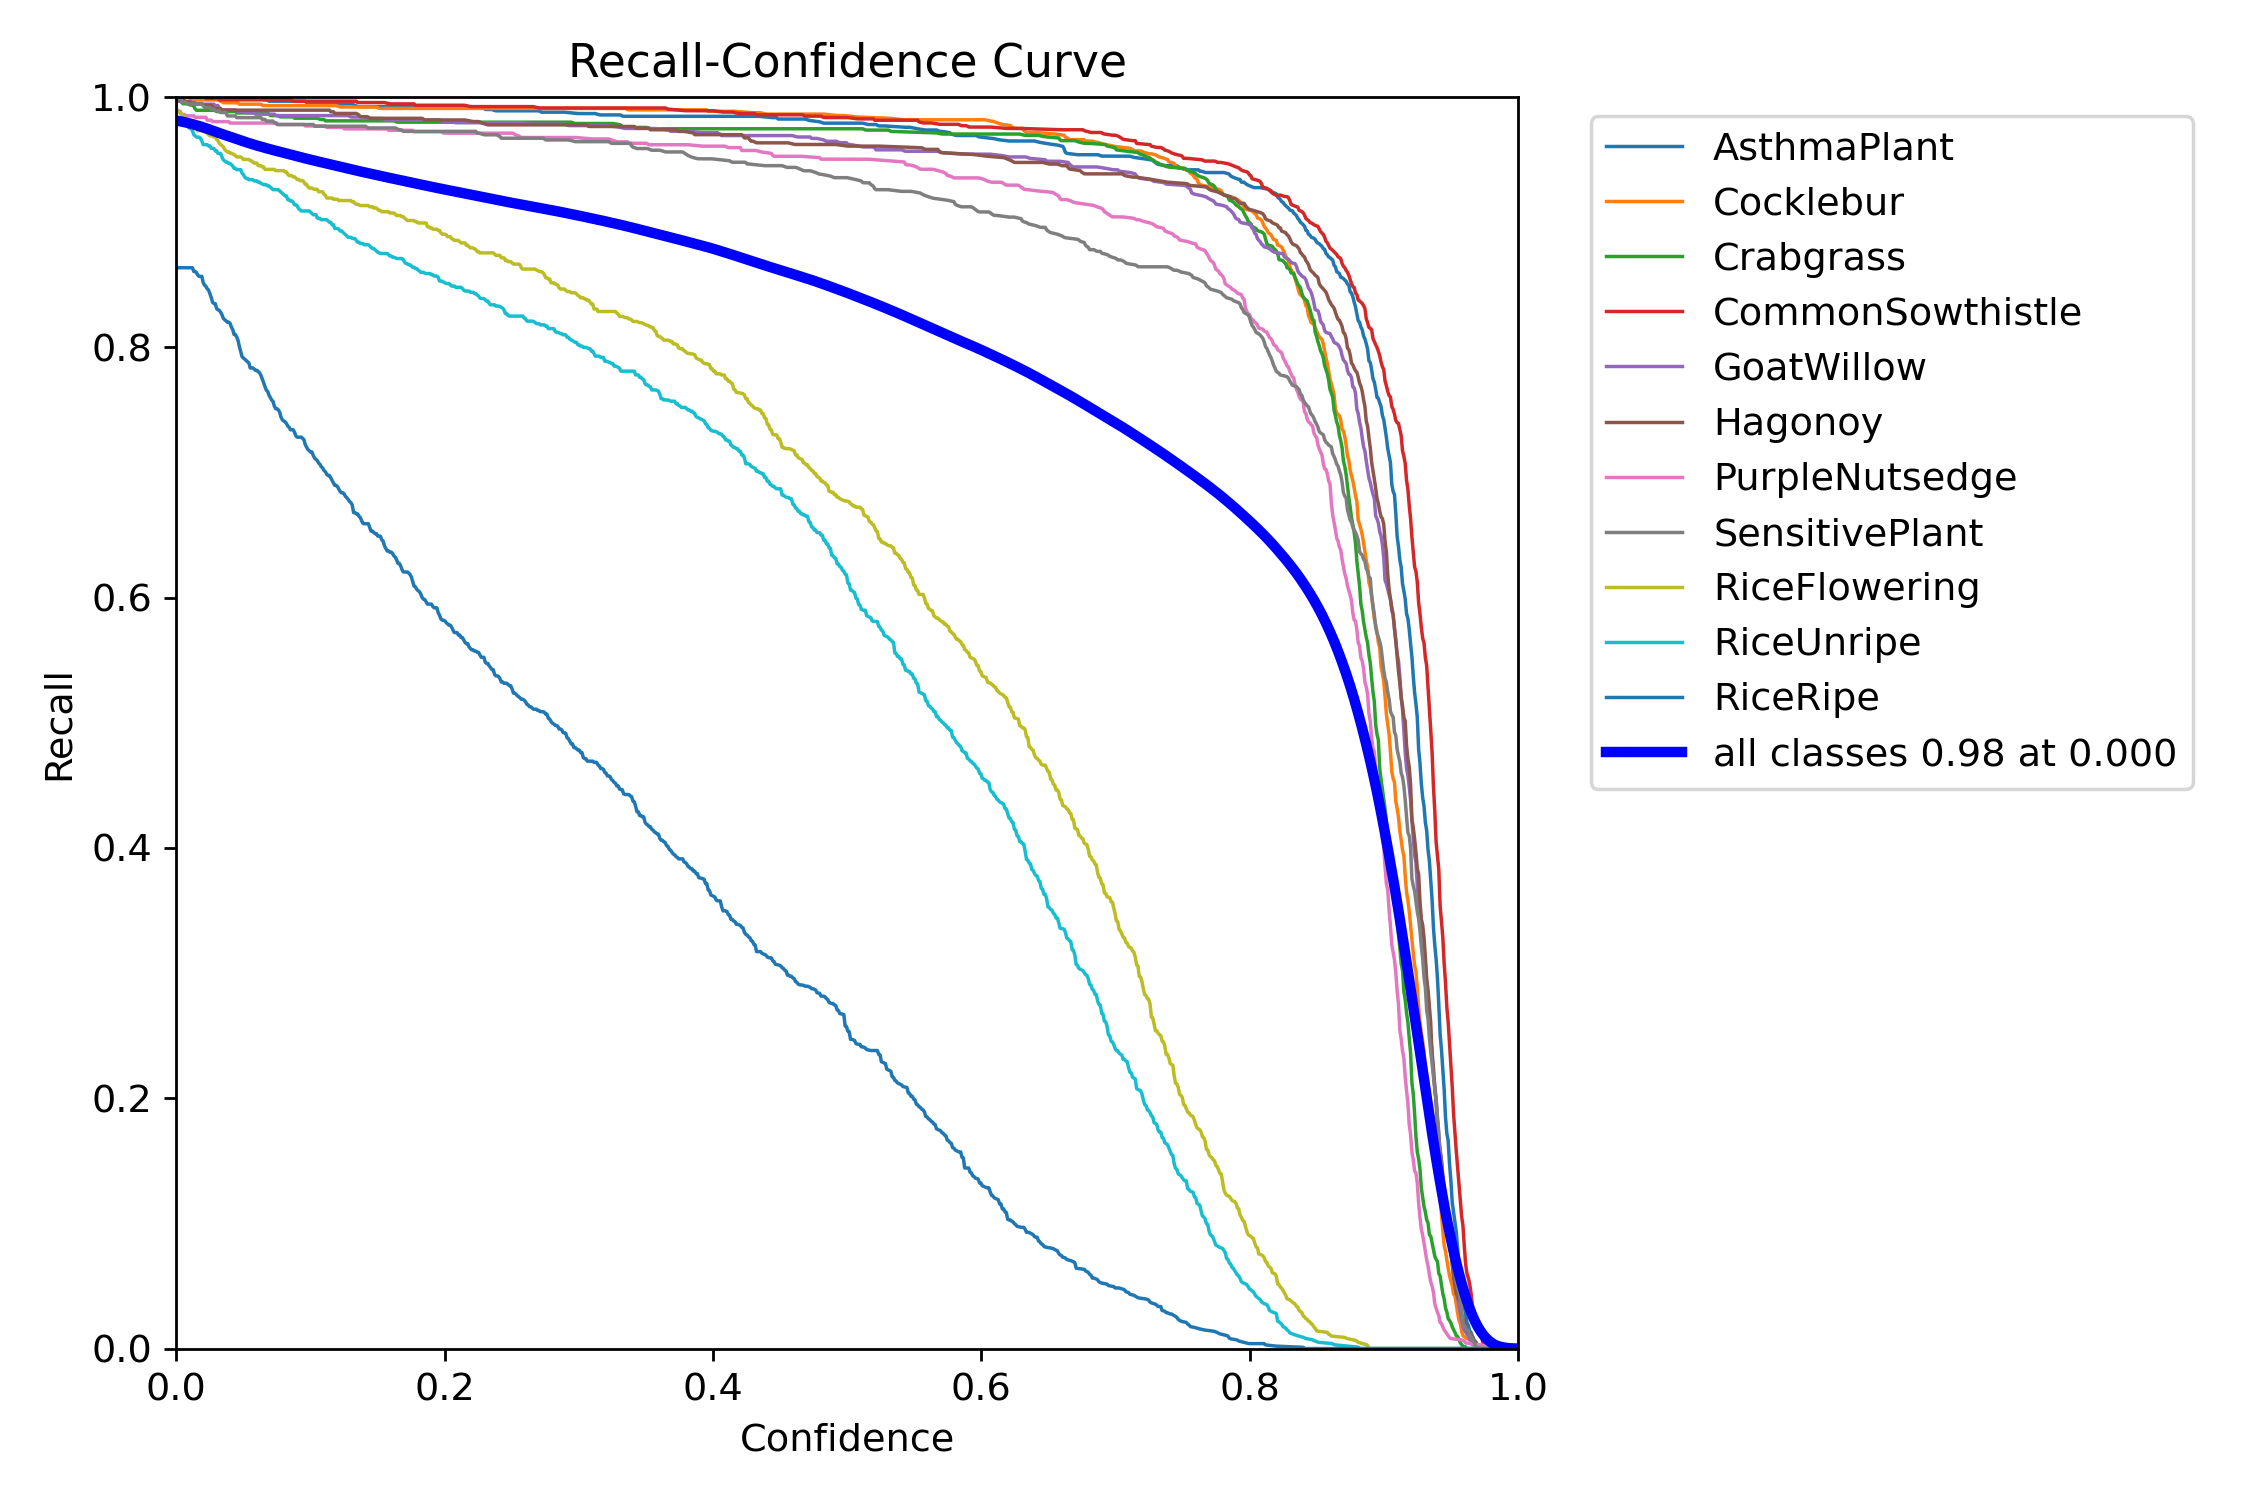 Recall-Confidence Curve
1.0
0.8
0.6
0.4
0.2
0.0
Recall
0.0 0.2 0.4 0.6 0.8 1.0
Confidence
AsthmaPlant
Cocklebur
Crabgrass
CommonSowthistle
GoatWillow
Hagonoy
PurpleNutsedge
SensitivePlant
RiceFlowering
RiceUnripe
RiceRipe
all classes 0.98 at 0.000